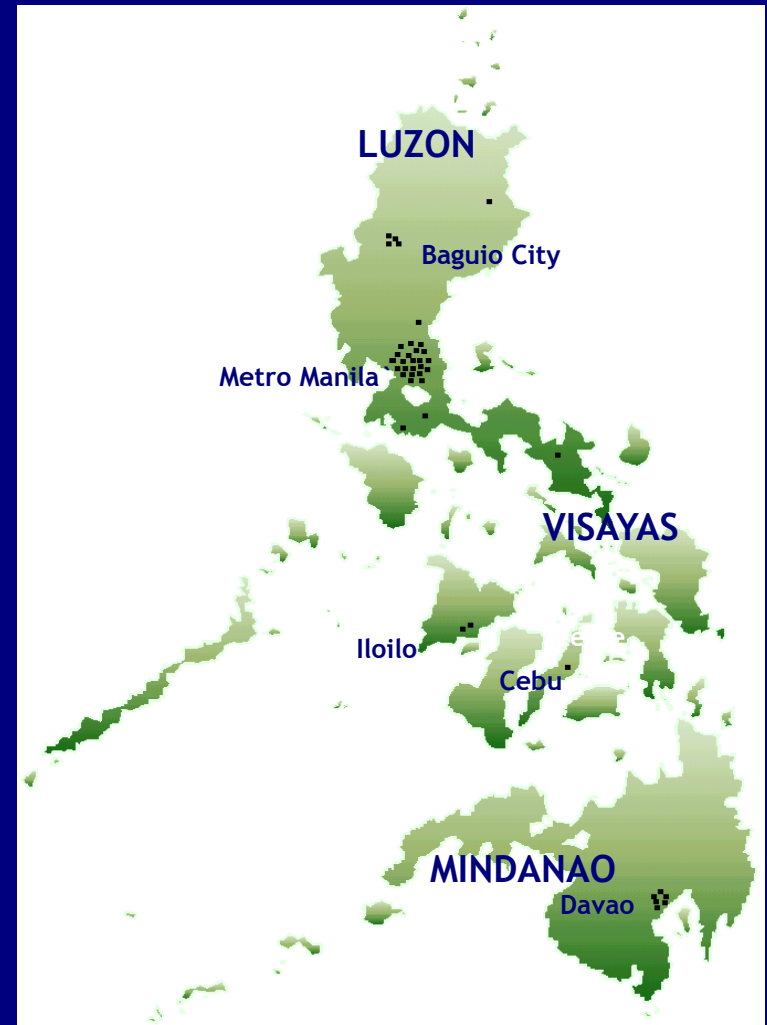 LUZON
Baguio City
Metro Manila`
VISAYAS
Iloilo
Cebu
MINDANAO
Davao